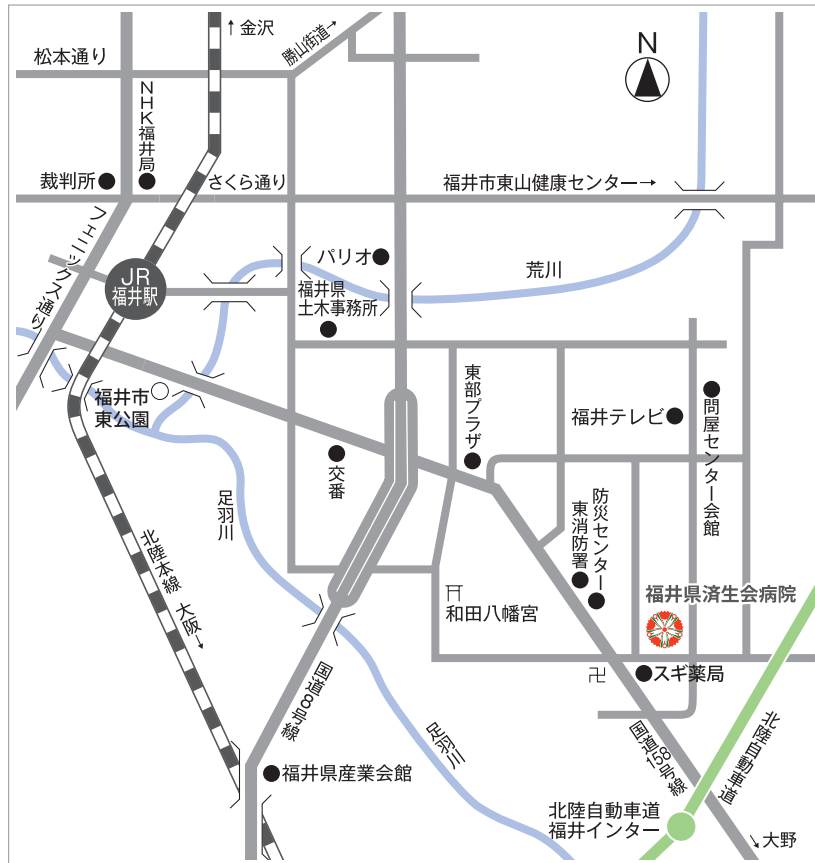 ↑金沢
勝山街道→
松本通り
N
NHK福井局
裁判所
さくら通り
福井市東山健康センター→
フェニックス通り
パリオ
荒川
JR
福井駅
福井県
土木事務所
東部プラザ
福井市
東公園
福井テレビ
問屋センター会館
交番
足羽川
防災センター
東消防署
北陸本線 大阪→
和田八幡宮
福井県済生会病院
卍
スギ薬局
国道8号線
足羽川
国道158号線
北陸自動車道
福井県産業会館
北陸自動車道
福井インター
→大野